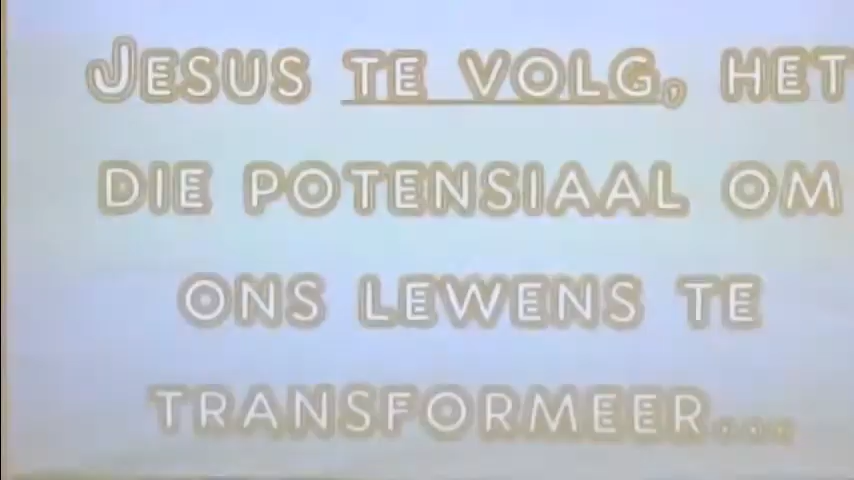 JESUS TE VOLG, HET
DIE POTENSIAAL OM
ONS LEWENS TE
TRANSFORMEER...